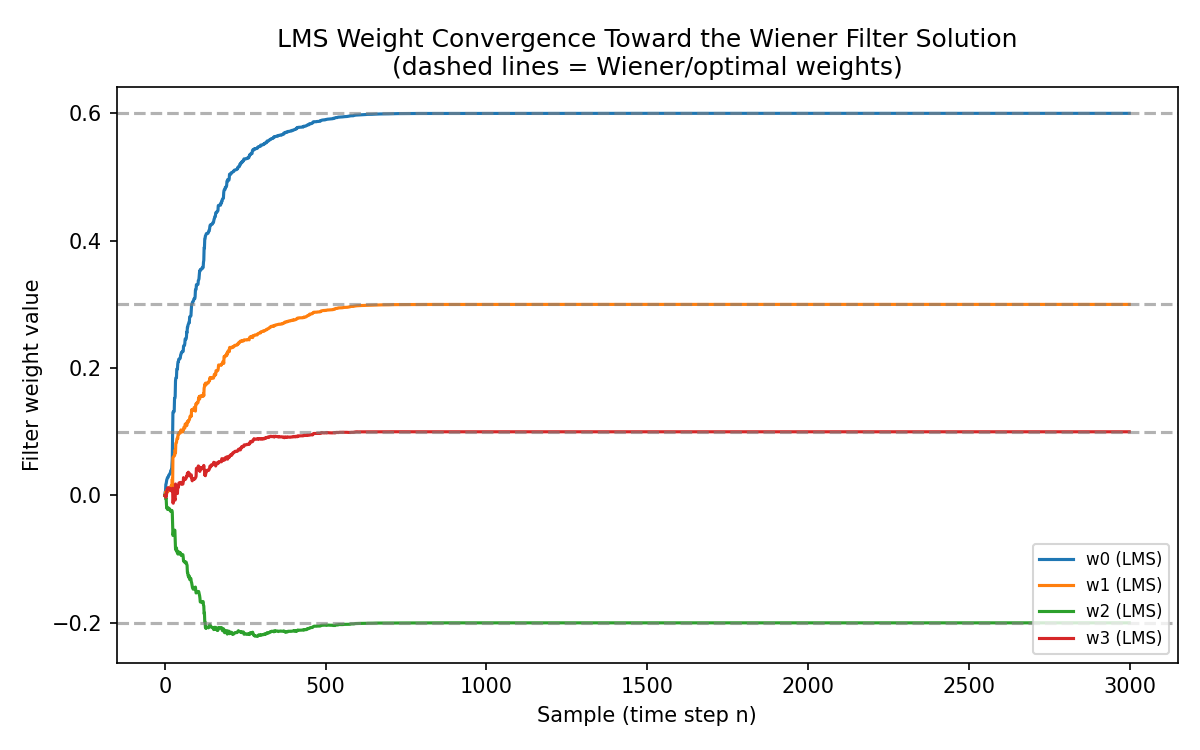 LMS Weight Convergence Toward the Wiener Filter Solution
(dashed lines = Wiener/optimal weights)
Filter weight value
0.6
0.4
0.2
0.0
−0.2
w0 (LMS)
w1 (LMS)
w2 (LMS)
w3 (LMS)
0 500 1000 1500 2000 2500 3000
Sample (time step n)